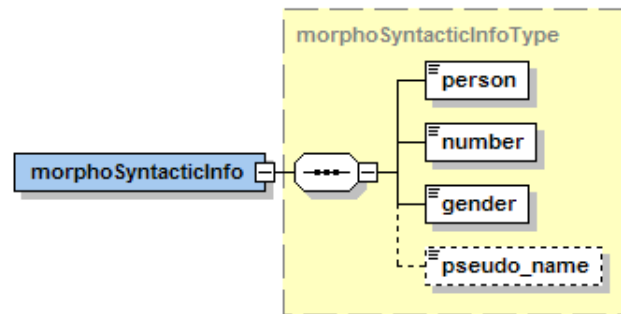 morphoSyntacticInfoType
person
number
morphoSyntacticInfo
gender
pseudo_name